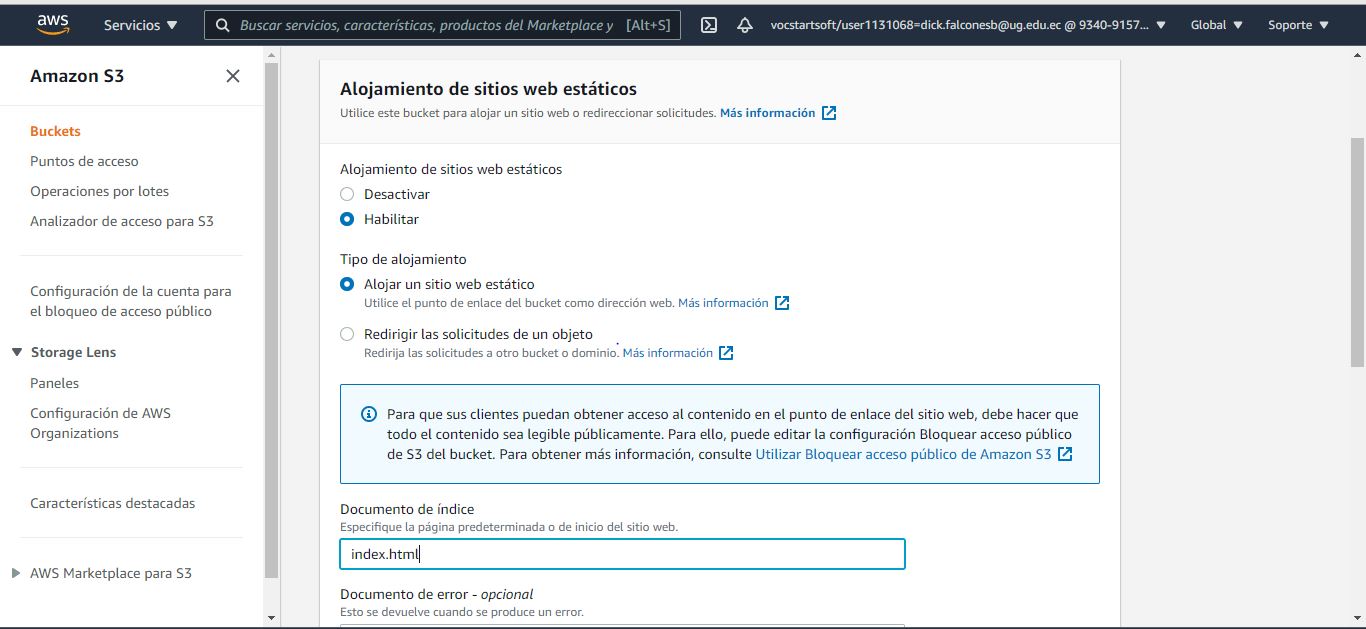 aws
Servicios
Buscar servicios, características, productos del Marketplace y [Alt+S]
vocstartsoft/user1131068=dick.falconesb@ug.edu.ec @ 9340-9157...
Global
Soporte
Amazon S3
Buckets
Puntos de acceso
Operaciones por lotes
Analizador de acceso para S3
Configuración de la cuenta para
el bloqueo de acceso público
Storage Lens
Paneles
Configuración de AWS
Organizations
Características destacadas
AWS Marketplace para S3
Alojamiento de sitios web estáticos
Utilice este bucket para alojar un sitio web o redireccionar solicitudes. Más información
Alojamiento de sitios web estáticos
Desactivar
Habilitar
Tipo de alojamiento
Alojar un sitio web estático
Utilice el punto de enlace del bucket como dirección web. Más información
Redirigir las solicitudes de un objeto
Redirija las solicitudes a otro bucket o dominio. Más información
Para que sus clientes puedan obtener acceso al contenido en el punto de enlace del sitio web, debe hacer que
todo el contenido sea legible públicamente. Para ello, puede editar la configuración Bloquear acceso público
de S3 del bucket. Para obtener más información, consulte Utilizar Bloquear acceso público de Amazon S3
Documento de índice
Especifique la página predeterminada o de inicio del sitio web.
index.html
Documento de error - opcional
Esto se devuelve cuando se produce un error.